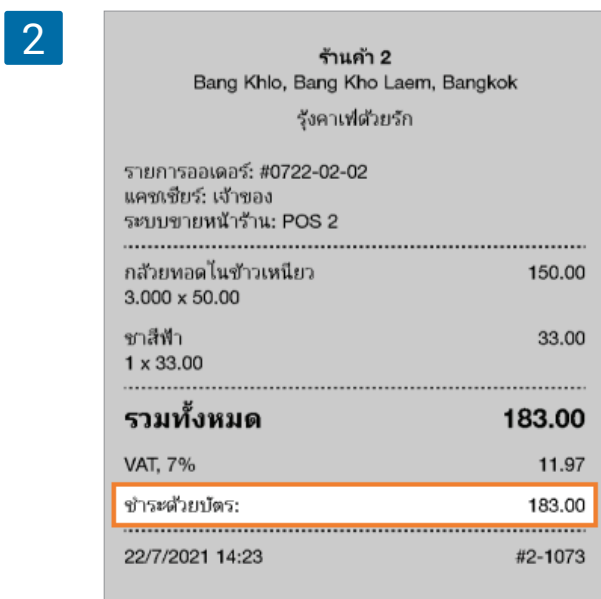 2
ร้านค้า 2
Bang Khlo, Bang Kho Laem, Bangkok
รุ้งคาเฟ่ด้วยรัก
รายการออเดอร์: #0722-02-02
แคชเชียร์: เจ้าของ
ระบบขายหน้าร้าน: POS 2
กล้วยทอดในข้าวเหนียว 150.00
3.000 x 50.00
ชาสีฟ้า 33.00
1 x 33.00
รวมทั้งหมด 183.00
VAT, 7% 11.97
ชำระด้วยบัตร: 183.00
22/7/2021 14:23 #2-1073